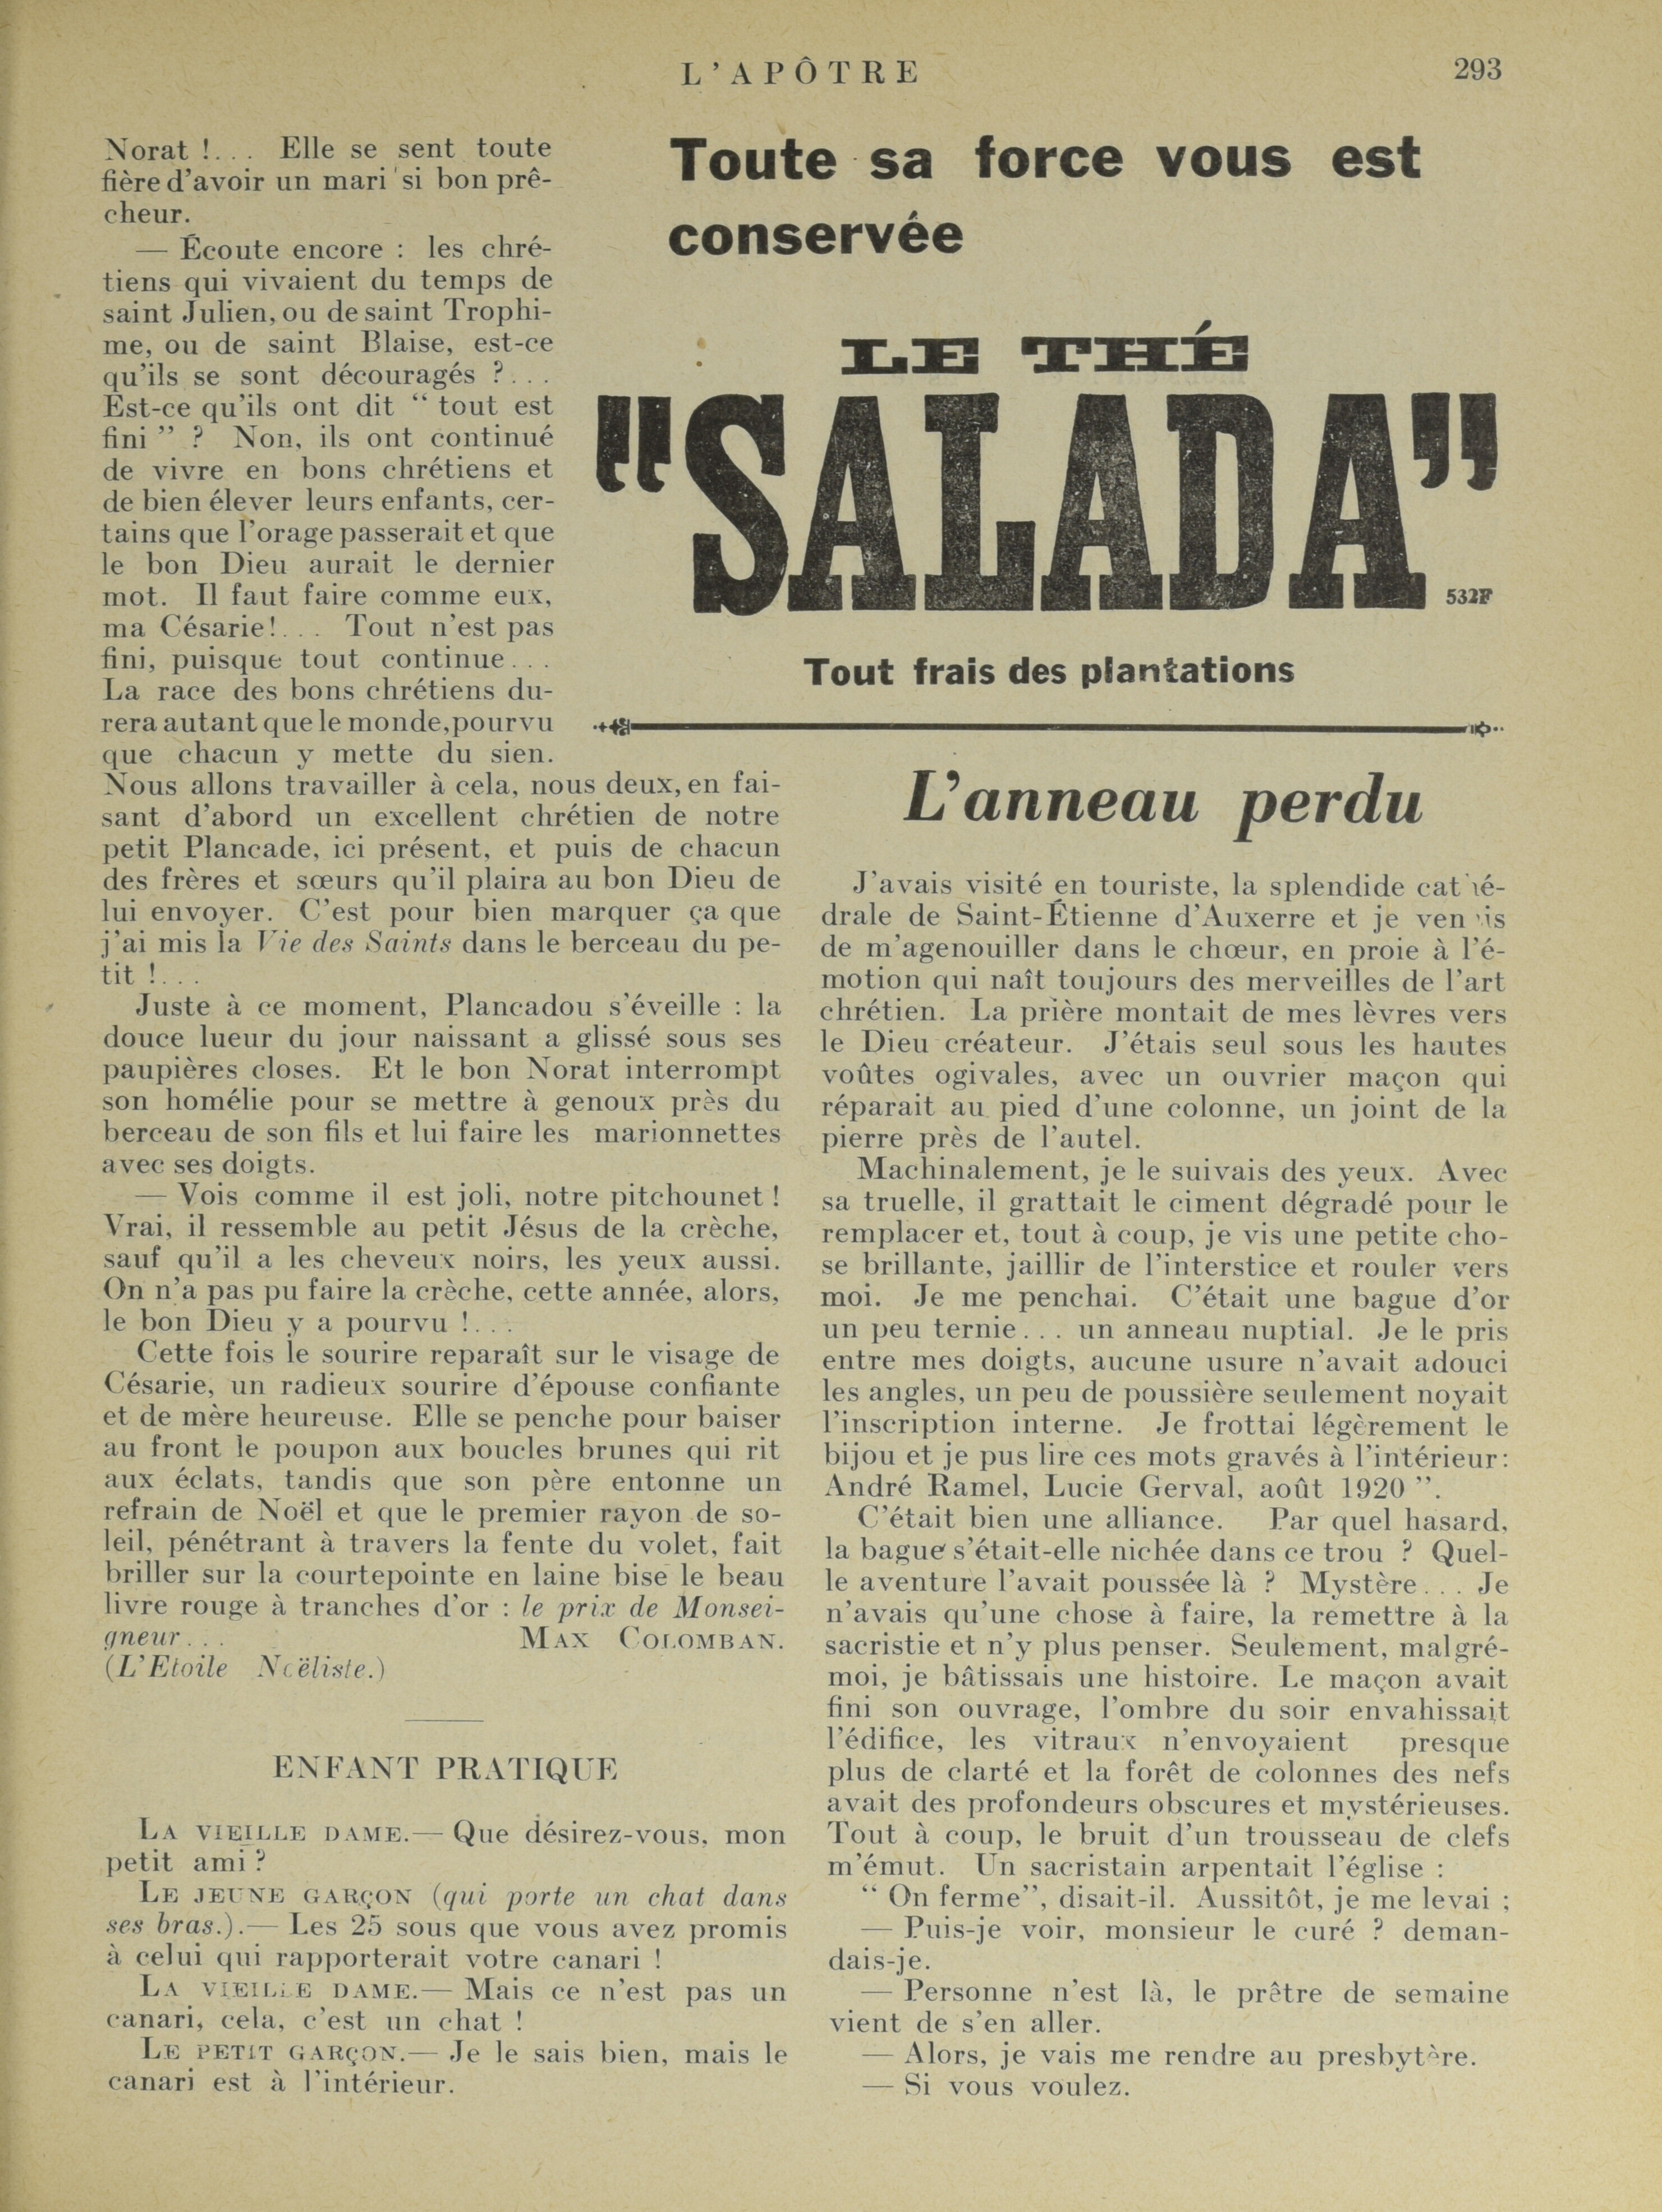 L'APÔTRE
293
Norat !... Elle se sent toute
fière d'avoir un mari si bon prê-
cheur.
— Écoute encore : les chré-
tiens qui vivaient du temps de
saint Julien, ou de saint Trophi-
me, ou de saint Blaise, est-ce
qu'ils se sont découragés ?...
Est-ce qu'ils ont dit “ tout est
fini ” ? Non, ils ont continué
de vivre en bons chrétiens et
de bien élever leurs enfants, cer-
tains que l'orage passerait et que
le bon Dieu aurait le dernier
mot. Il faut faire comme eux,
ma Césarie!... Tout n'est pas
fini, puisque tout continue...
La race des bons chrétiens du-
rera autant que le monde, pourvu
que chacun y mette du sien.
Nous allons travailler à cela, nous deux, en fai-
sant d'abord un excellent chrétien de notre
petit Plancade, ici présent, et puis de chacun
des frères et sœurs qu'il plaira au bon Dieu de
lui envoyer. C'est pour bien marquer ça que
j'ai mis la Vie des Saints dans le berceau du pe-
tit !...
Juste à ce moment, Plancadou s'éveille : la
douce lueur du jour naissant a glissé sous ses
paupières closes. Et le bon Norat interrompt
son homélie pour se mettre à genoux près du
berceau de son fils et lui faire les marionnettes
avec ses doigts.
— Vois comme il est joli, notre pitchounet !
Vrai, il ressemble au petit Jésus de la crèche,
sauf qu'il a les cheveux noirs, les yeux aussi.
On n'a pas pu faire la crèche, cette année, alors,
le bon Dieu y a pourvu !...
Cette fois le sourire reparaît sur le visage de
Césarie, un radieux sourire d'épouse confiante
et de mère heureuse. Elle se penche pour baiser
au front le poupon aux boucles brunes qui rit
aux éclats, tandis que son père entonne un
refrain de Noël et que le premier rayon de so-
leil, pénétrant à travers la fente du volet, fait
briller sur la courtepointe en laine bise le beau
livre rouge à tranches d'or : le prix de Monsei-
gneur... MAX COLOMBAN.
(L'Etoile Noëliste.)
ENFANT PRATIQUE
LA VIEILLE DAME.— Que désirez-vous, mon
petit ami ?
LE JEUNE GARÇON (qui porte un chat dans
ses bras.).— Les 25 sous que vous avez promis
à celui qui rapporterait votre canari !
LA VIEILLE DAME.— Mais ce n'est pas un
canari, cela, c'est un chat !
LE PETIT GARÇON.— Je le sais bien, mais le
canari est à l'intérieur.
Toute sa force vous est
conservée
LE THÉ
"SALADA"
532F
Tout frais des plantations
L'anneau perdu
J'avais visité en touriste, la splendide cathé-
drale de Saint-Étienne d'Auxerre et je venais
de m'agenouiller dans le chœur, en proie à l'é-
motion qui naît toujours des merveilles de l'art
chrétien. La prière montait de mes lèvres vers
le Dieu créateur. J'étais seul sous les hautes
voûtes ogivales, avec un ouvrier maçon qui
réparait au pied d'une colonne, un joint de la
pierre près de l'autel.
Machinalement, je le suivais des yeux. Avec
sa truelle, il grattait le ciment dégradé pour le
remplacer et, tout à coup, je vis une petite cho-
se brillante, jaillir de l'interstice et rouler vers
moi. Je me penchai. C'était une bague d'or
un peu ternie... un anneau nuptial. Je le pris
entre mes doigts, aucune usure n'avait adouci
les angles, un peu de poussière seulement noyait
l'inscription interne. Je frottai légèrement le
bijou et je pus lire ces mots gravés à l'intérieur:
André Ramel, Lucie Gerval, août 1920 ”.
C'était bien une alliance. Par quel hasard,
la bague s'était-elle nichée dans ce trou ? Quel-
le aventure l'avait poussée là ? Mystère... Je
n'avais qu'une chose à faire, la remettre à la
sacristie et n'y plus penser. Seulement, malgré-
moi, je bâtissais une histoire. Le maçon avait
fini son ouvrage, l'ombre du soir envahissait
l'édifice, les vitraux n'envoyaient presque
plus de clarté et la forêt de colonnes des nefs
avait des profondeurs obscures et mystérieuses.
Tout à coup, le bruit d'un trousseau de clefs
m'émut. Un sacristain arpentait l'église :
“ On ferme”, disait-il. Aussitôt, je me levai ;
— Puis-je voir, monsieur le curé ? deman-
dais-je.
— Personne n'est là, le prêtre de semaine
vient de s'en aller.
— Alors, je vais me rendre au presbytère.
— Si vous voulez.